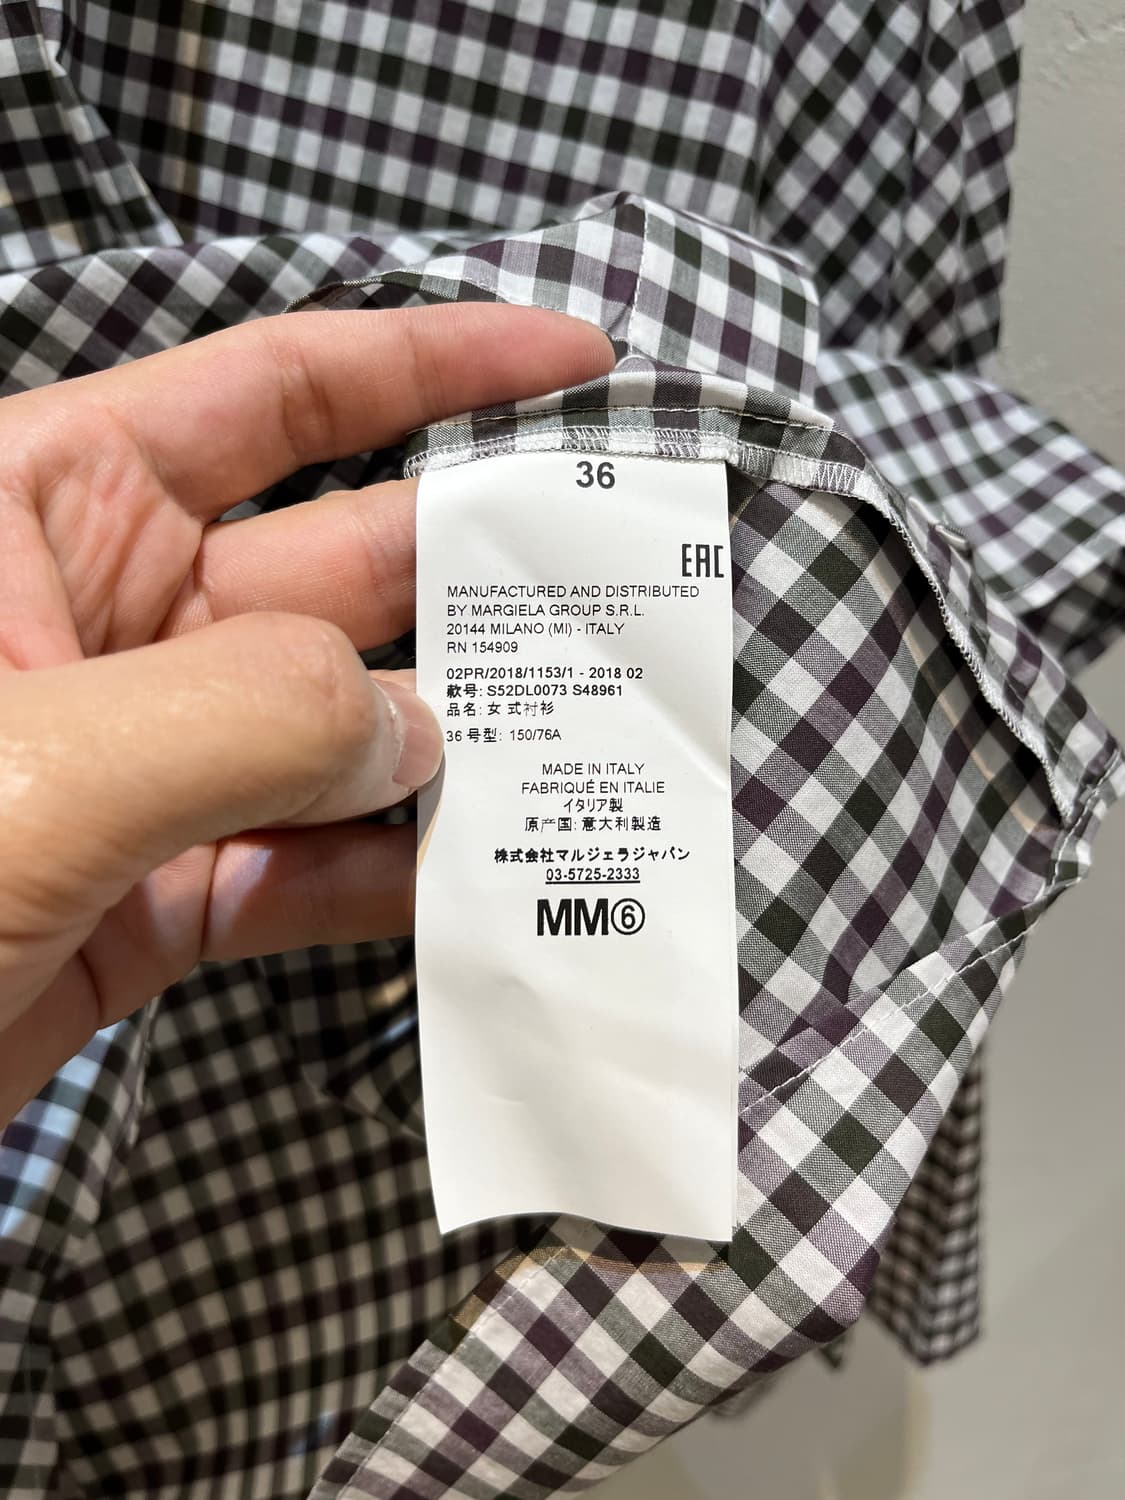 36
EAC
MANUFACTURED AND DISTRIBUTED
BY MARGIELA GROUP S.R.L.
20144 MILANO (MI) - ITALY
RN 154909
02PR/2018/1153/1 - 2018 02
款号: S52DL0073 S48961
品名: 女 式衬衫
36 号型: 150/76A
MADE IN ITALY
FABRIQUÉ EN ITALIE
イタリア製
原产国: 意大利製造
株式会社マルジェラジャパン
03-5725-2333
MM⑥